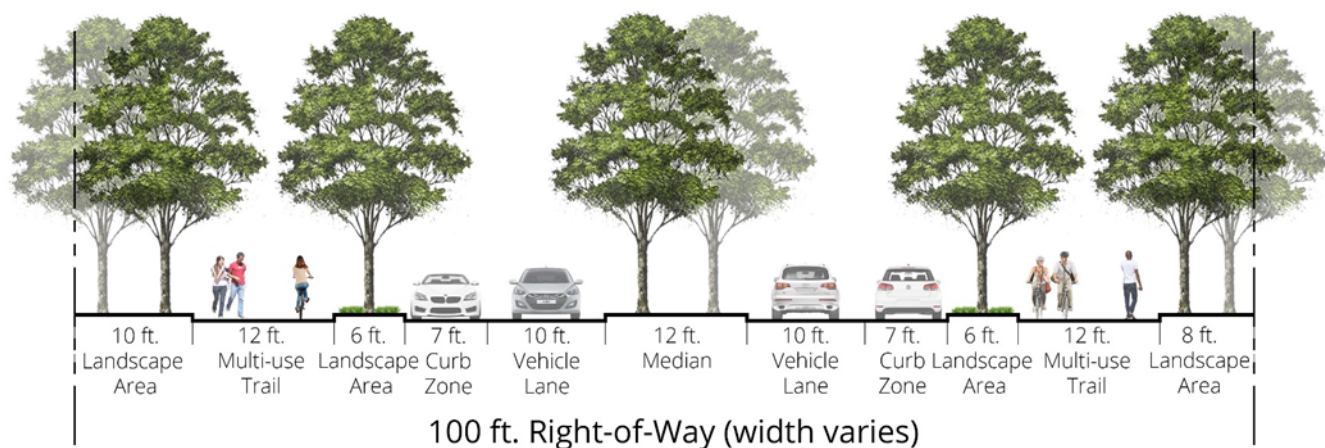 10 ft.
Landscape
Area
12 ft.
Multi-use
Trail
6 ft.
Landscape
Area
7 ft.
Curb
Zone
10 ft.
Vehicle
Lane
12 ft.
Median
10 ft.
Vehicle
Lane
7 ft.
Curb
Zone
6 ft.
Landscape
Area
12 ft.
Multi-use
Trail
8 ft.
Landscape
Area
100 ft. Right-of-Way (width varies)